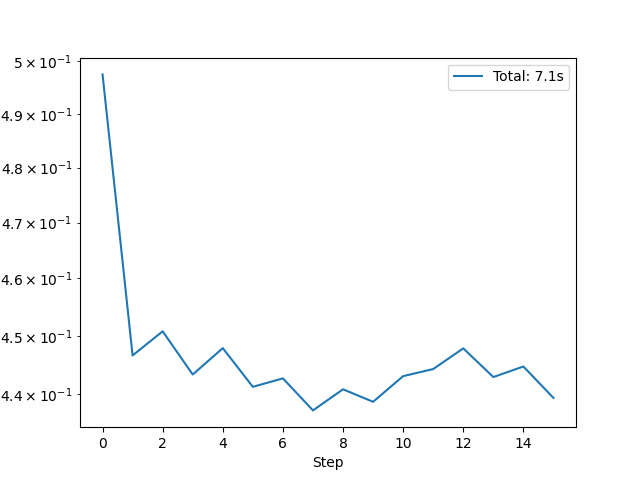 Total: 7.1s
5 × 10⁻¹
4.9 × 10⁻¹
4.8 × 10⁻¹
4.7 × 10⁻¹
4.6 × 10⁻¹
4.5 × 10⁻¹
4.4 × 10⁻¹
0 2 4 6 8 10 12 14
Step